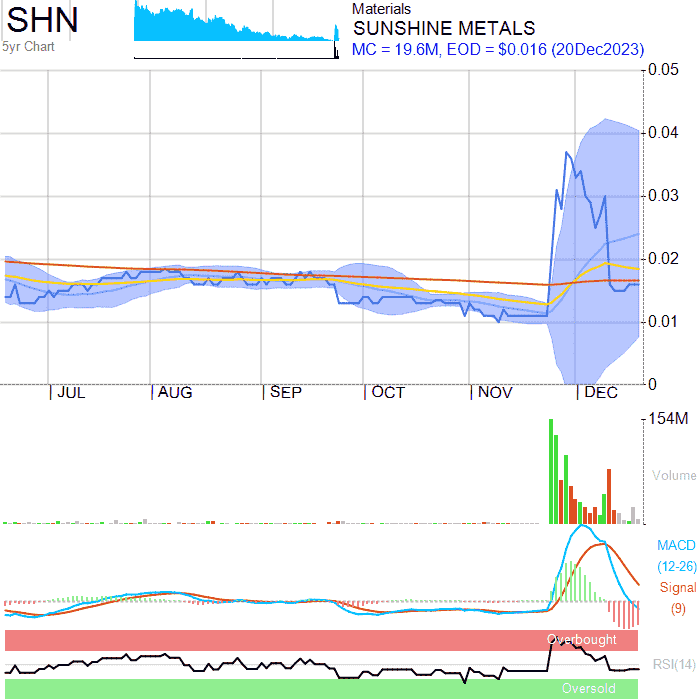 SHN
5yr Chart
Materials
SUNSHINE METALS
MC = 19.6M, EOD = $0.016 (20Dec2023)
0.05
0.04
0.03
0.02
0.01
0
JUL AUG SEP OCT NOV DEC
154M
Volume
MACD
(12-26)
Signal
(9)
Overbought
RSI(14)
Oversold